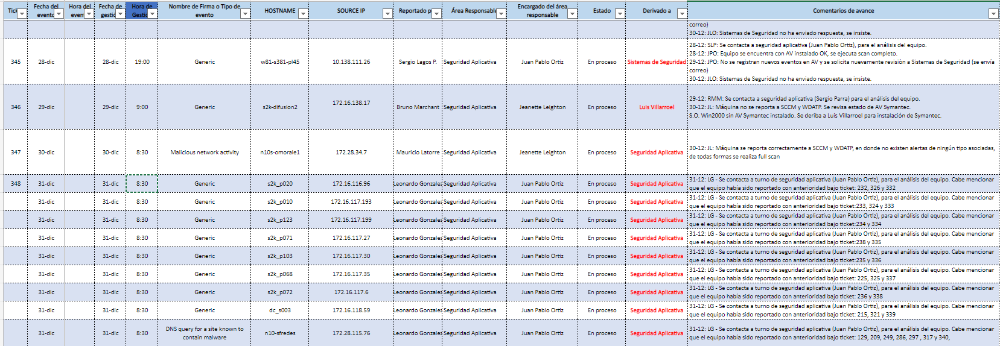 Tick Fecha del evento Hora del event Fecha de gestió Hora de Gestió Nombre de Firma o Tipo de evento HOSTNAME SOURCE IP Reportado p Área Responsable Encargado del área responsable Estado Derivado a Comentarios de avance
correo)
30-12: JLO: Sistemas de Seguridad no ha enviado respuesta, se insiste.
345 28-dic 28-dic 19:00 Generic w81-s381-pl45 10.138.111.26 Sergio Lagos P. Seguridad Aplicativa Juan Pablo Ortiz En proceso Sistemas de Seguridad
28-12: SLP: Se contacta a seguridad aplicativa (Juan Pablo Ortiz), para el análisis del equipo.
28-12: JPO: Equipo se encuentra con AV instalado OK, se ejecuta scan completo.
29-12: JPO: No se registran nuevos eventos en AV y se solicita nuevamente revisiòn a Sistemas de Seguridad (se envía
correo)
30-12: JLO: Sistemas de Seguridad no ha enviado respuesta, se insiste.
346 29-dic 29-dic 9:00 Generic s2k-difusion2 172.16.138.17 Bruno Marchant Seguridad Aplicativa Jeanette Leighton En proceso Luis Villarroel
29-12: RMM: Se contacta a seguridad aplicativa (Sergio Parra) para el análisis del equipo.
30-12: JL: Máquina no se reporta a SCCM y WDATP. Se revisa estado de AV Symantec.
S.O. Win2000 sin AV Symantec instalado. Se deriba a Luis Villarroel para instalación de Symantec.
347 30-dic 30-dic 8:30 Malicious network activity n10s-omorale1 172.28.34.7 Mauricio Latorre Seguridad Aplicativa Jeanette Leighton En proceso Seguridad Aplicativa
30-12: JL: Máquina se reporta correctamente a SCCM y WDATP, en donde no existen alertas de ningún tipo asociadas,
de todas formas se realiza full scan
348 31-dic 31-dic 8:30 Generic s2k_p020 172.16.116.96 Leonardo Gonzalez Seguridad Aplicativa Juan Pablo Ortiz En proceso Seguridad Aplicativa
31-12: LG - Se contacta a turno de seguridad aplicativa (Juan Pablo Ortiz), para el análisis del equipo. Cabe mencionar
que el equipo había sido reportado con anterioridad bajo ticket: 232, 326 y 332
31-dic 31-dic 8:30 Generic s2k_p010 172.16.117.193 Leonardo Gonzalez Seguridad Aplicativa Juan Pablo Ortiz En proceso Seguridad Aplicativa
31-12: LG - Se contacta a turno de seguridad aplicativa (Juan Pablo Ortiz), para el análisis del equipo. Cabe mencionar
que el equipo había sido reportado con anterioridad bajo ticket:233, 324 y 333
31-dic 31-dic 8:30 Generic s2k_p123 172.16.117.199 Leonardo Gonzalez Seguridad Aplicativa Juan Pablo Ortiz En proceso Seguridad Aplicativa
31-12: LG - Se contacta a turno de seguridad aplicativa (Juan Pablo Ortiz), para el análisis del equipo. Cabe mencionar
que el equipo había sido reportado con anterioridad bajo ticket:234 y 334
31-dic 31-dic 8:30 Generic s2k_p071 172.16.117.27 Leonardo Gonzalez Seguridad Aplicativa Juan Pablo Ortiz En proceso Seguridad Aplicativa
31-12: LG - Se contacta a turno de seguridad aplicativa (Juan Pablo Ortiz), para el análisis del equipo. Cabe mencionar
que el equipo había sido reportado con anterioridad bajo ticket:238 y 335
31-dic 31-dic 8:30 Generic s2k_p103 172.16.117.30 Leonardo Gonzalez Seguridad Aplicativa Juan Pablo Ortiz En proceso Seguridad Aplicativa
31-12: LG - Se contacta a turno de seguridad aplicativa (Juan Pablo Ortiz), para el análisis del equipo. Cabe mencionar
que el equipo había sido reportado con anterioridad bajo ticket:235 y 336
31-dic 31-dic 8:30 Generic s2k_p068 172.16.117.35 Leonardo Gonzalez Seguridad Aplicativa Juan Pablo Ortiz En proceso Seguridad Aplicativa
31-12: LG - Se contacta a turno de seguridad aplicativa (Juan Pablo Ortiz), para el análisis del equipo. Cabe mencionar
que el equipo había sido reportado con anterioridad bajo ticket: 225, 325 y 337
31-dic 31-dic 8:30 Generic s2k_p072 172.16.117.6 Leonardo Gonzalez Seguridad Aplicativa Juan Pablo Ortiz En proceso Seguridad Aplicativa
31-12: LG - Se contacta a turno de seguridad aplicativa (Juan Pablo Ortiz), para el análisis del equipo. Cabe mencionar
que el equipo había sido reportado con anterioridad bajo ticket: 236 y 338
31-dic 31-dic 8:30 Generic dc_s003 172.16.118.59 Leonardo Gonzalez Seguridad Aplicativa Juan Pablo Ortiz En proceso Seguridad Aplicativa
31-12: LG - Se contacta a turno de seguridad aplicativa (Juan Pablo Ortiz), para el análisis del equipo. Cabe mencionar
que el equipo había sido reportado con anterioridad bajo ticket: 215, 321 y 339
31-dic 31-dic 8:30 DNS query for a site known to contain malware n10-sfredes 172.28.115.76 Leonardo Gonzalez Seguridad Aplicativa Juan Pablo Ortiz En proceso Seguridad Aplicativa
31-12: LG - Se contacta a turno de seguridad aplicativa (Juan Pablo Ortiz), para el análisis del equipo. Cabe mencionar
que el equipo había sido reportado con anterioridad bajo ticket: 129, 209, 249, 286, 297 , 317 y 340,